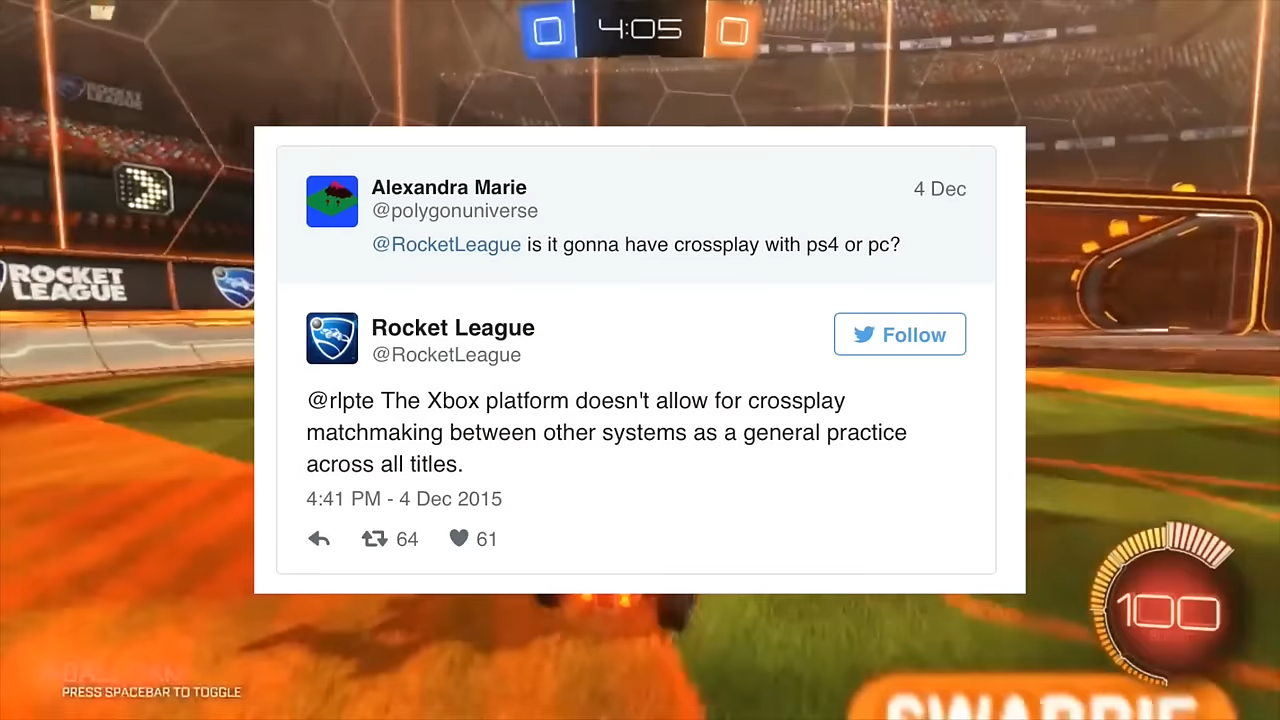 0 4:05 0
ROCKET
LEAGUE
Alexandra Marie
4 Dec
@polygonuniverse
@RocketLeague is it gonna have crossplay with ps4 or pc?
ROCKET
LEAGUE
Rocket League
@RocketLeague
Follow
@rlpte The Xbox platform doesn't allow for crossplay
matchmaking between other systems as a general practice
across all titles.
4:41 PM - 4 Dec 2015
64 61
100
PRESS SPACEBAR TO TOGGLE